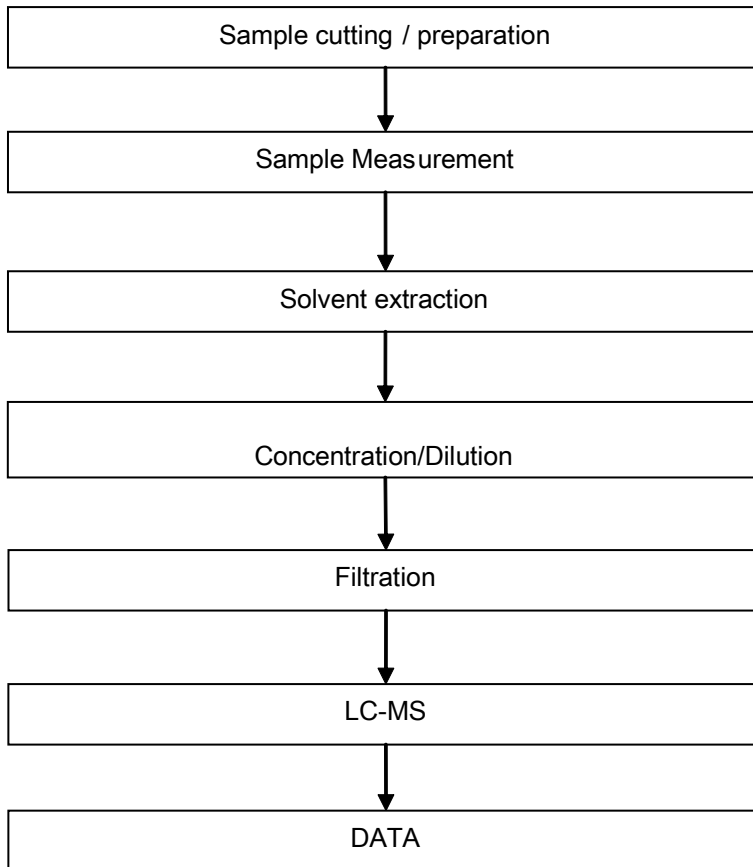 Sample cutting / preparation
Sample Measurement
Solvent extraction
Concentration/Dilution
Filtration
LC-MS
DATA